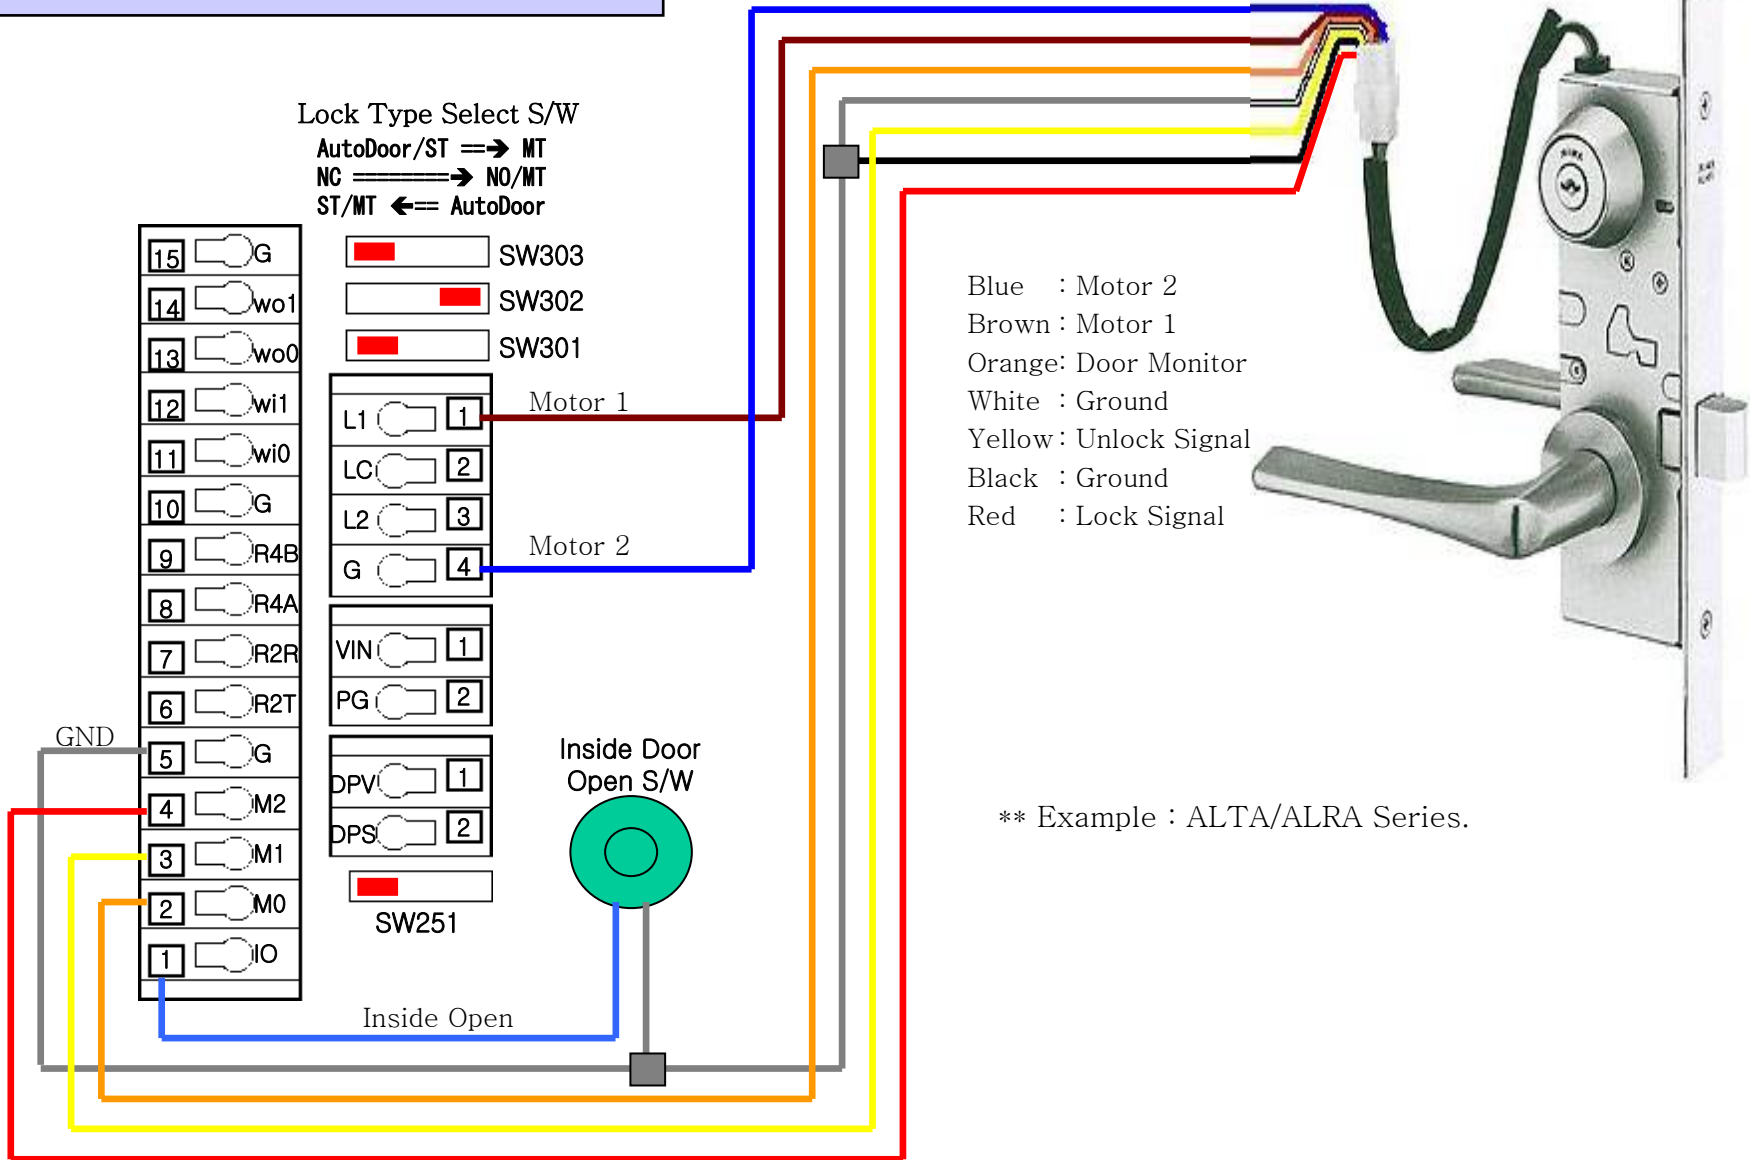 Lock Type Select S/W
AutoDoor/ST ==➔ MT
NC ========➔ NO/MT
ST/MT ←== AutoDoor
15 G
14 wo1
13 wo0
12 wi1
11 wi0
10 G
9 R4B
8 R4A
7 R2R
6 R2T
5 G
4 M2
3 M1
2 M0
1 IO
GND
SW303
SW302
SW301
L1 1
LC 2
L2 3
G 4
Motor 1
Motor 2
VIN 1
PG 2
DPV 1
DPS 2
SW251
Inside Door
Open S/W
Inside Open
Blue : Motor 2
Brown : Motor 1
Orange: Door Monitor
White : Ground
Yellow : Unlock Signal
Black : Ground
Red : Lock Signal
** Example : ALTA/ALRA Series.